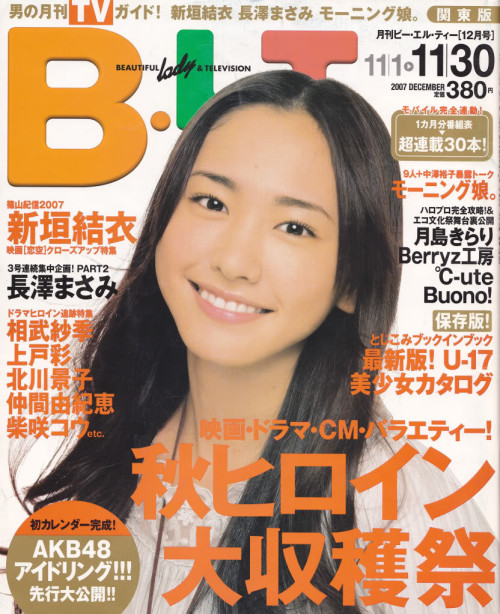 男の月刊TVガイド! 新垣結衣 長澤まさみ モーニング娘。
関東版
B.L.T.
BEAUTIFUL Lady & TELEVISION
月刊ビー・エル・ティー[12月号]
11/1▶11/30
2007 DECEMBER
定価380円
モバイル完全連動!
1カ月分番組表
超連載30本!
9人+中澤裕子暴露トーク
モーニング娘。
ハロプロ完全攻略!&
エコ文化祭舞台裏公開
月島きらり
Berryz工房
℃-ute
Buono!
保存版!
とじこみブックインブック
最新版! U-17
美少女カタログ
篠山紀信2007
新垣結衣
映画[恋空]クローズアップ特集
3号連続集中企画! PART2
長澤まさみ
ドラマヒロイン追跡特集
相武紗季
上戸彩
北川景子
仲間由紀恵
柴咲コウetc.
映画・ドラマ・CM・バラエティー!
秋ヒロイン
大収穫祭
初カレンダー完成!
AKB48
アイドリング!!!
先行大公開!!